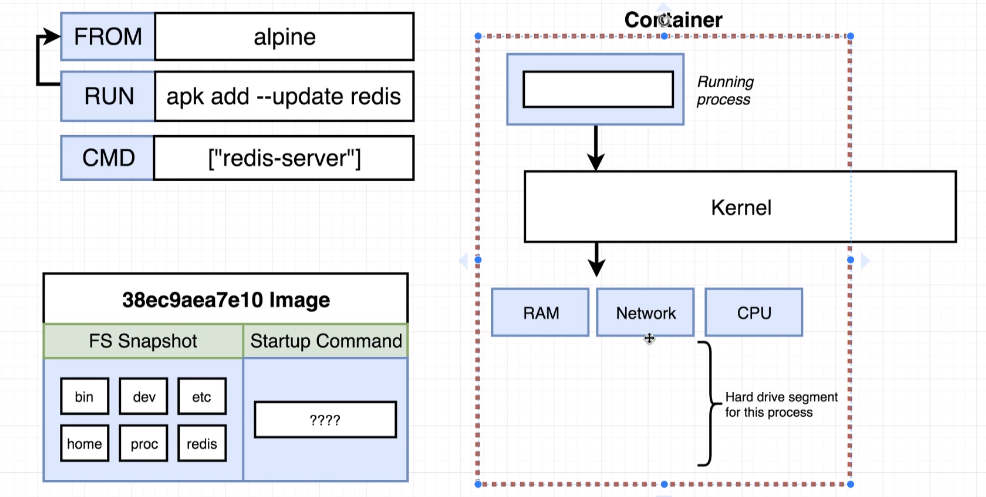 FROM alpine
RUN apk add --update redis
CMD ["redis-server"]
38ec9aea7e10 Image
FS Snapshot Startup Command
bin dev etc
home proc redis
????
Container
Running
process
Kernel
RAM Network CPU
Hard drive segment
for this process